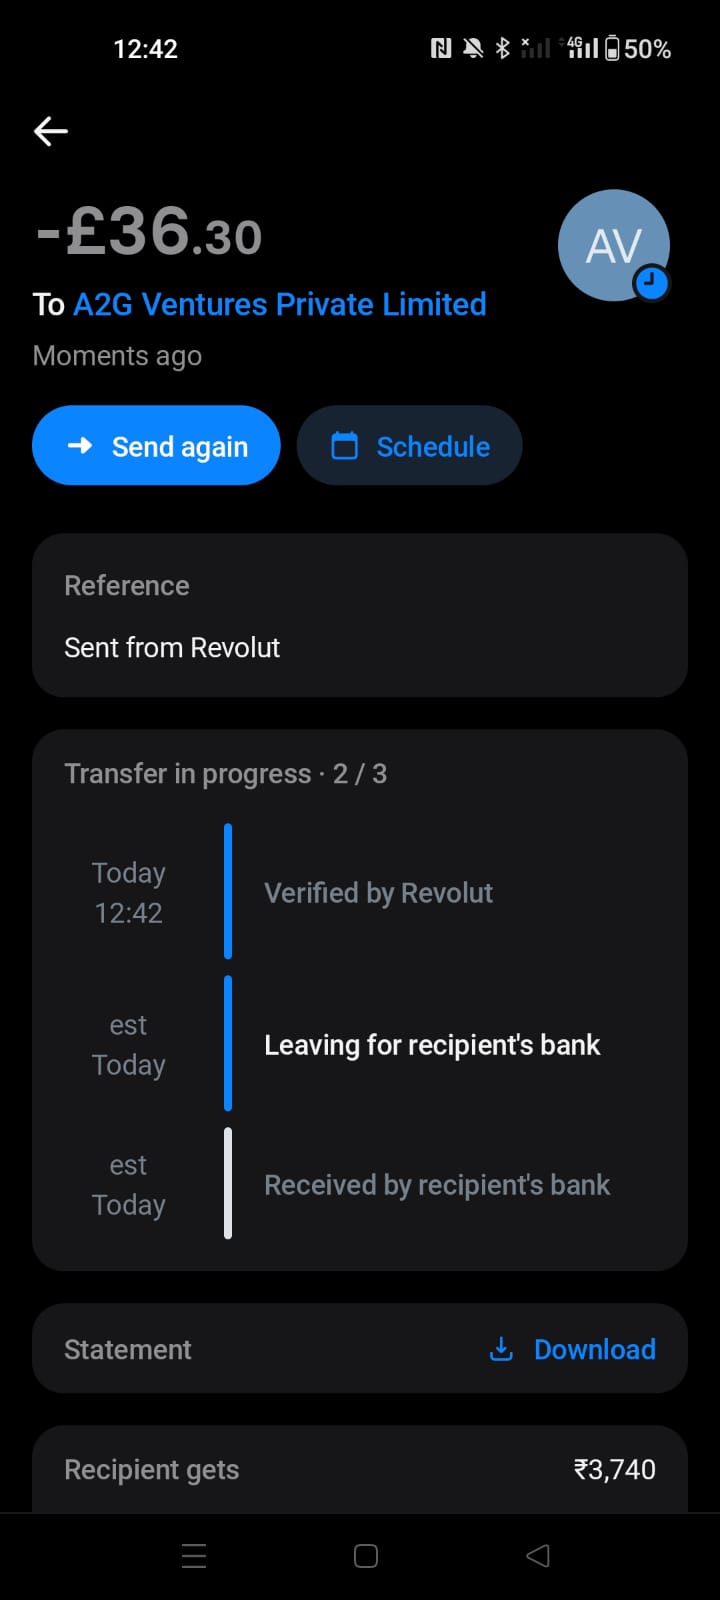 12:42
4G
50%
-£36.30
AV
To A2G Ventures Private Limited
Moments ago
Send again
Schedule
Reference
Sent from Revolut
Transfer in progress · 2 / 3
Today
12:42
Verified by Revolut
est
Today
Leaving for recipient's bank
est
Today
Received by recipient's bank
Statement
Download
Recipient gets
₹3,740